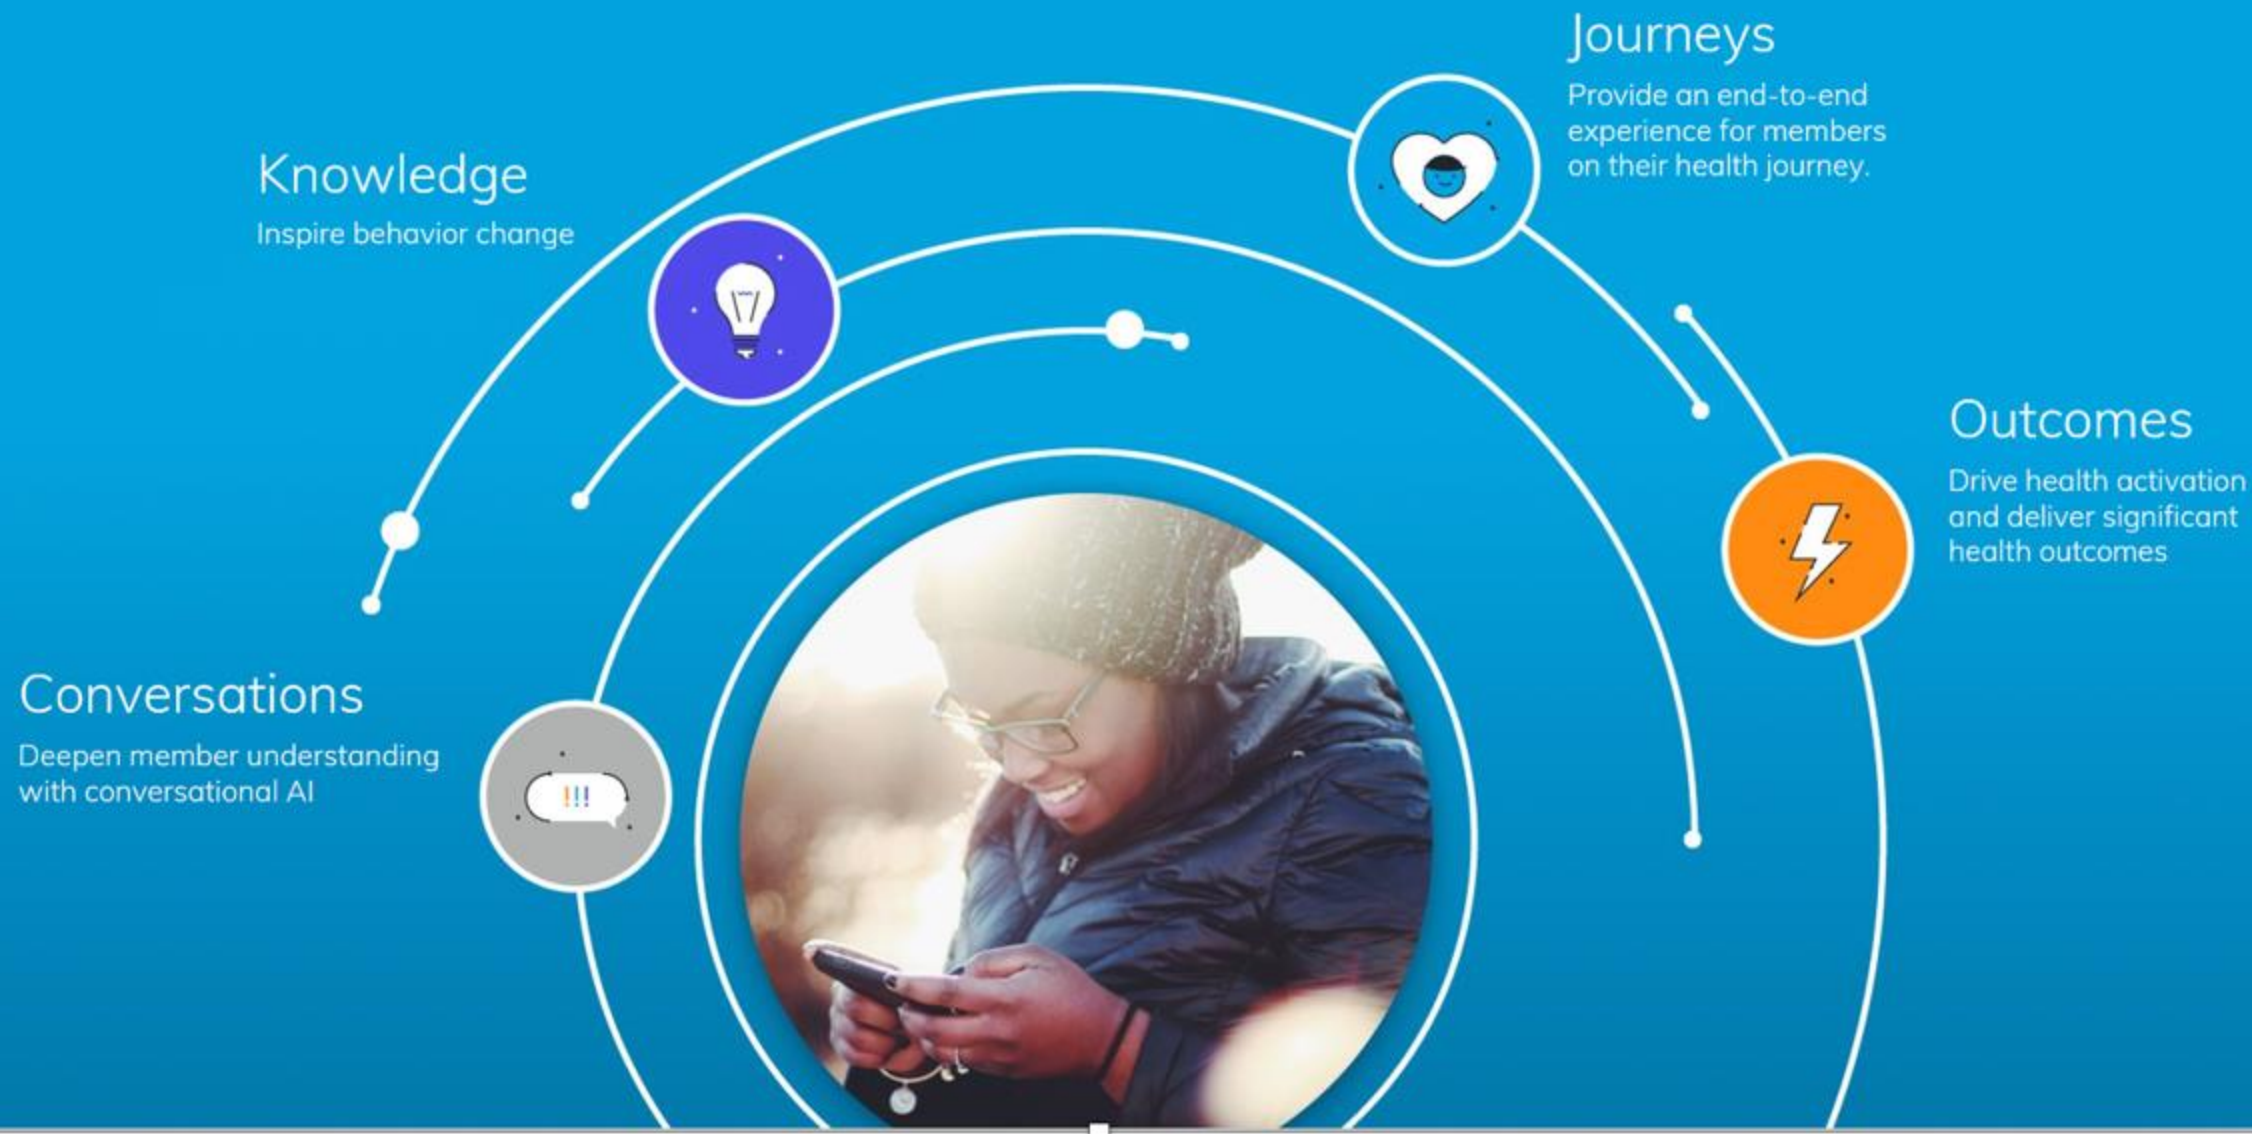 Journeys
Provide an end-to-end
experience for members
on their health journey.
Knowledge
Inspire behavior change
Outcomes
Drive health activation
and deliver significant
health outcomes
Conversations
Deepen member understanding
with conversational AI
!!!